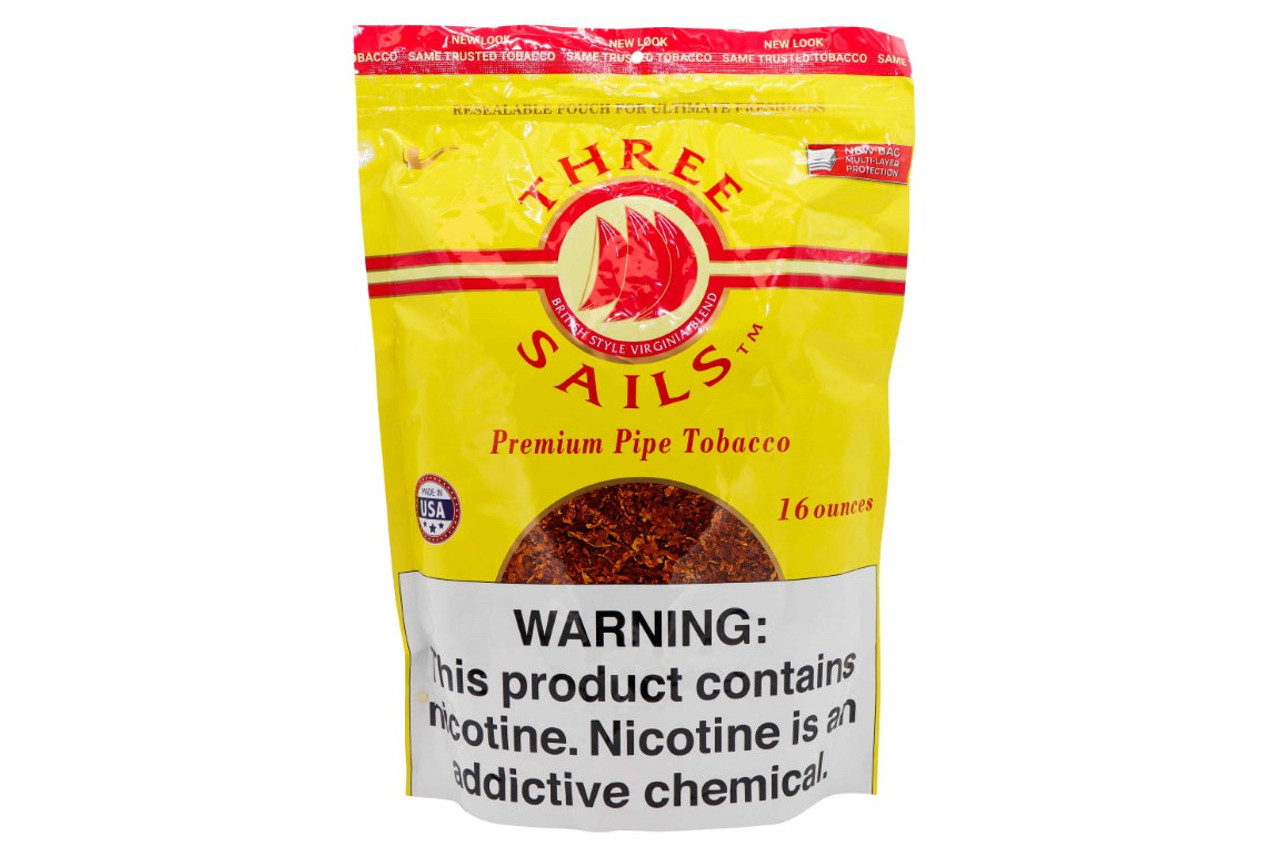 NEW LOOK NEW LOOK NEW LOOK
OBACCO SAME TRUSTED TOBACCO SAME TRUSTED TOBACCO SAME TRUSTED TOBACCO SAME
RESEALABLE POUCH FOR ULTIMATE FRESHNESS
NEW BAG
MULTI-LAYER
PROTECTION
THREE
BRITISH STYLE VIRGINIA BLEND
SAILS™
Premium Pipe Tobacco
MADE IN
USA
16 ounces
WARNING:
This product contains
nicotine. Nicotine is an
addictive chemical.